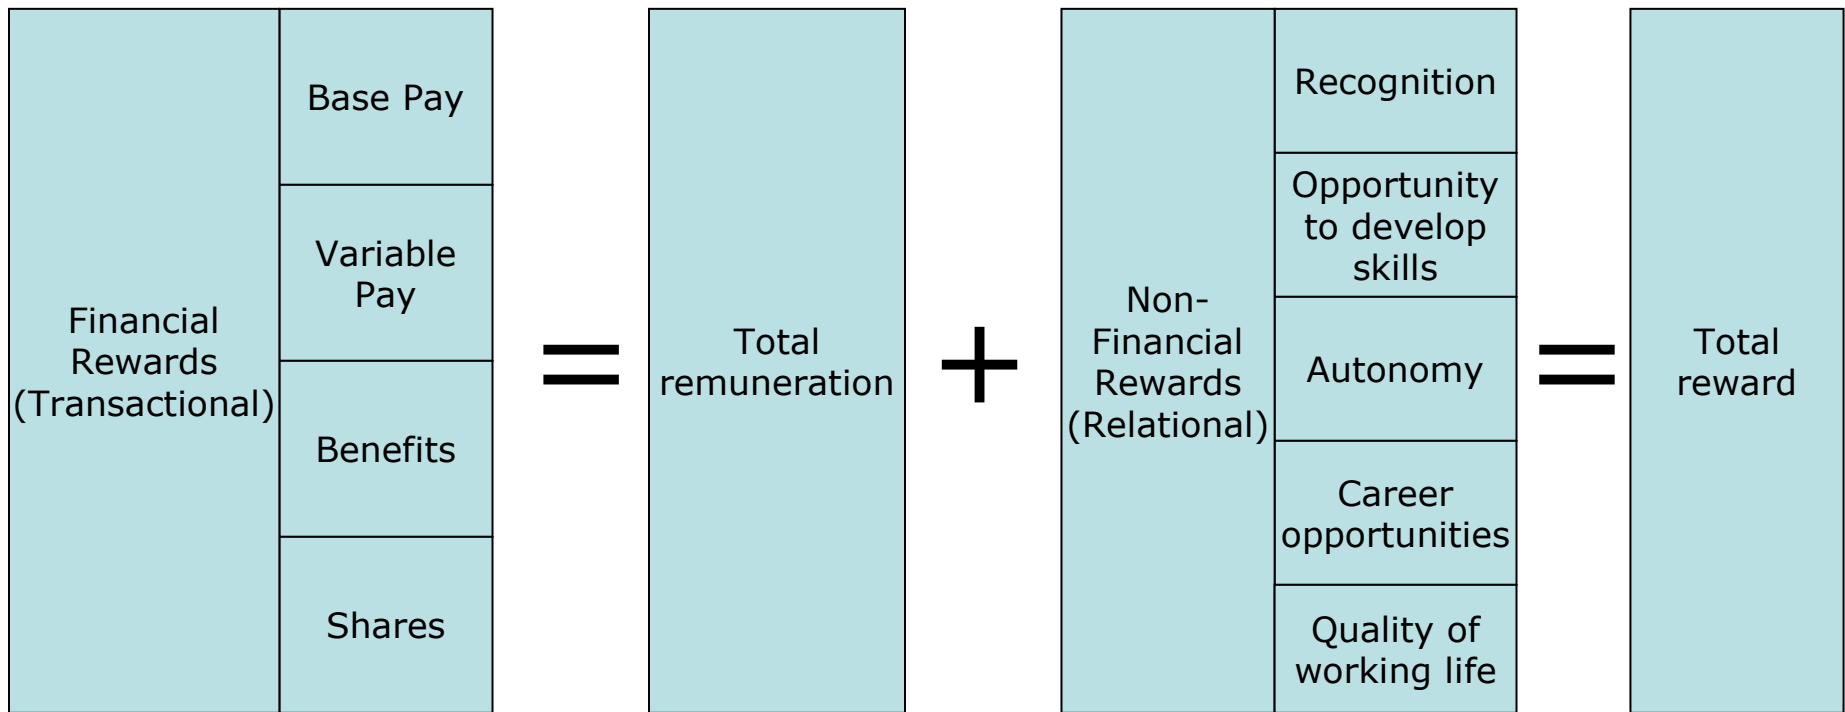 Financial
Rewards
(Transactional)
Base Pay
Variable
Pay
Benefits
Shares
=
Total
remuneration
+
Non-
Financial
Rewards
(Relational)
Recognition
Opportunity
to develop
skills
Autonomy
Career
opportunities
Quality of
working life
=
Total
reward